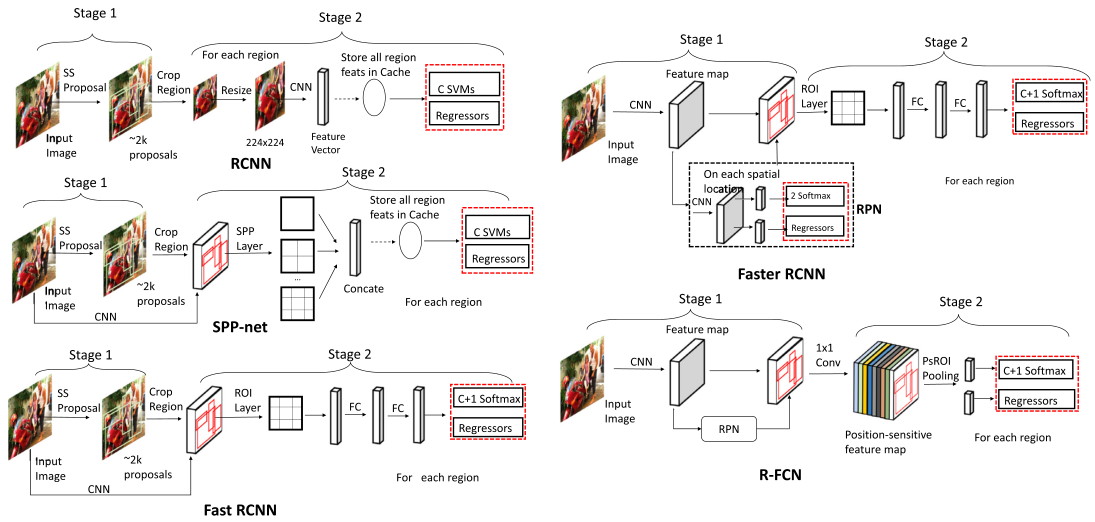 Stage 1
Stage 2
For each region
SS
Proposal
Crop
Region
Resize
CNN
Store all region
feats in Cache
C SVMs
Regressors
Input
Image
~2k
proposals
224x224
Feature
Vector
RCNN
Stage 1
Stage 2
SS
Proposal
Crop
Region
SPP
Layer
Store all region
feats in Cache
C SVMs
Regressors
...
Input
Image
~2k
proposals
CNN
Concate
For each region
SPP-net
Stage 1
Stage 2
SS
Proposal
Crop
Region
ROI
Layer
FC
FC
C+1 Softmax
Regressors
Input
Image
~2k
proposals
CNN
For each region
Fast RCNN
Stage 1
Stage 2
Feature map
CNN
ROI
Layer
FC
FC
C+1 Softmax
Regressors
Input
Image
For each region
On each spatial
location
CNN
2 Softmax
Regressors
RPN
Faster RCNN
Stage 1
Stage 2
Feature map
CNN
1x1
Conv
PsROI
Pooling
C+1 Softmax
Regressors
Input
Image
RPN
Position-sensitive
feature map
For each region
R-FCN